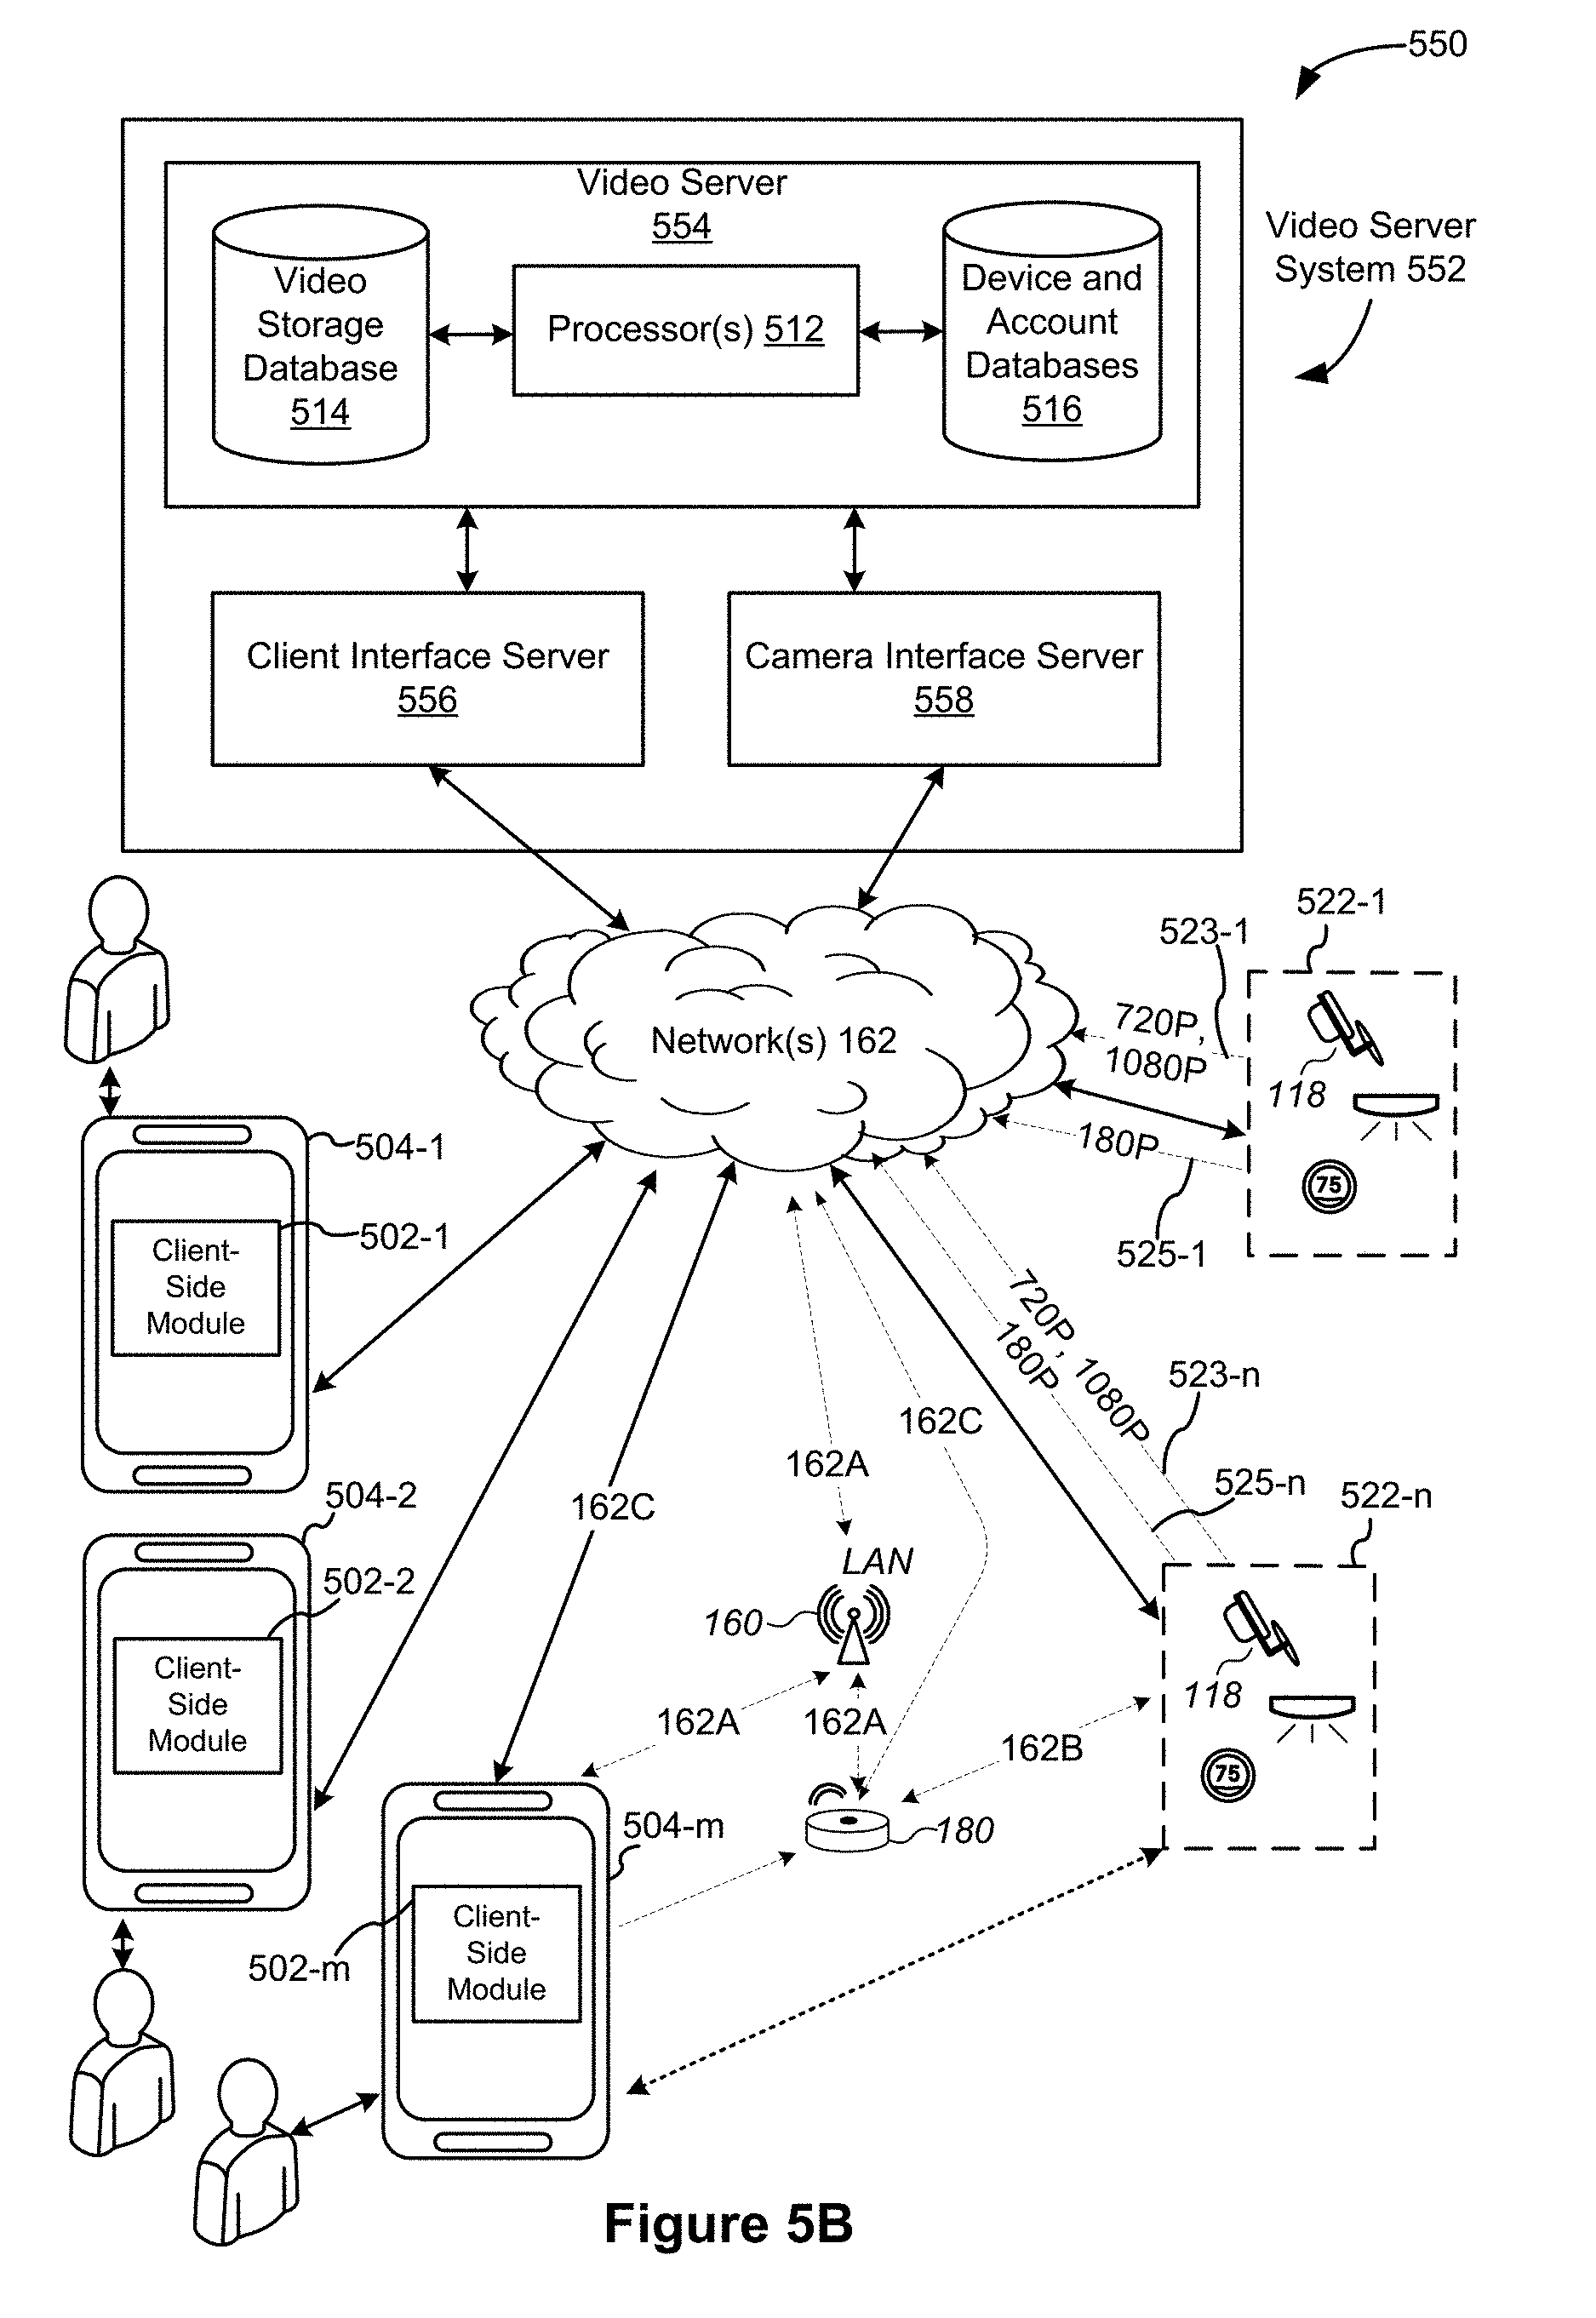 550
Video Server
554
Video Server
System 552
Video
Storage
Database
514
Processor(s) 512
Device and
Account
Databases
516
Client Interface Server
556
Camera Interface Server
558
522-1
523-1
Network(s) 162
720P,
1080P
118
180P
75
525-1
504-1
502-1
Client-
Side
Module
720P, 1080P
180P
523-n
162C
162A
525-n
522-n
504-2
162C
LAN
502-2
160
Client-
Side
Module
118
162A
162A
162B
75
504-m
180
Client-
Side
Module
502-m
Figure 5B